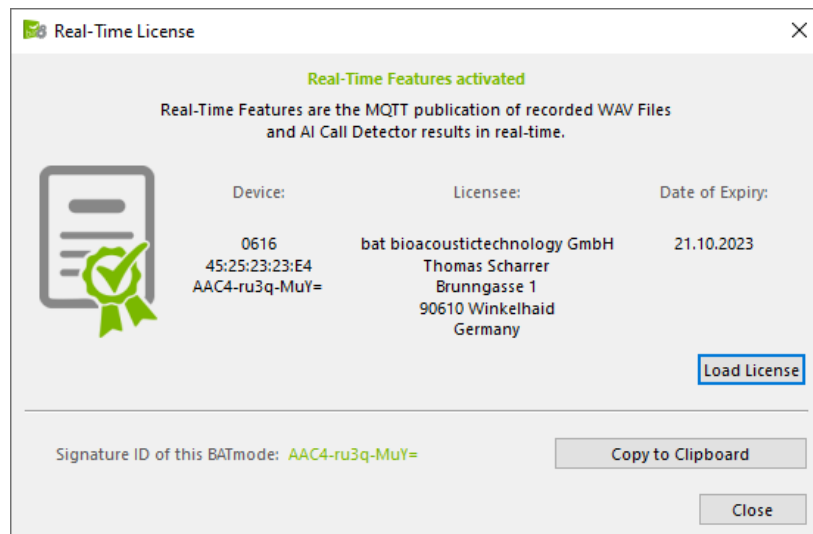 S8 Real-Time License
Real-Time Features activated
Real-Time Features are the MQTT publication of recorded WAV Files
and AI Call Detector results in real-time.
Device:
0616
45:25:23:23:E4
AAC4-ru3q-MuY=
Licensee:
bat bioacoustictechnology GmbH
Thomas Scharrer
Brunngasse 1
90610 Winkelhaid
Germany
Date of Expiry:
21.10.2023
Load License
Signature ID of this BATmode: AAC4-ru3q-MuY=
Copy to Clipboard
Close